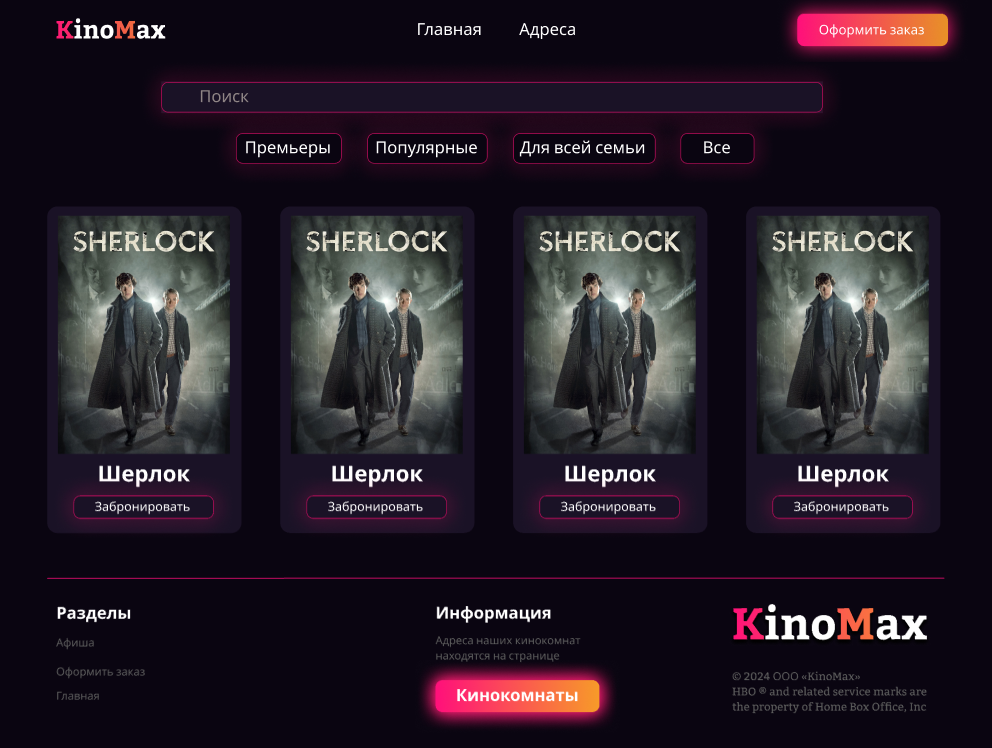 KinoMax
Главная
Адреса
Оформить заказ
Поиск
Премьеры
Популярные
Для всей семьи
Все
SHERLOCK
SHERLOCK
SHERLOCK
SHERLOCK
Шерлок
Шерлок
Шерлок
Шерлок
Забронировать
Забронировать
Забронировать
Забронировать
Разделы
Афиша
Оформить заказ
Главная
Информация
Адреса наших кинокомнат
находятся на странице
Кинокомнаты
KinoMax
© 2024 ООО «KinoMax»
HBO ® and related service marks are
the property of Home Box Office, Inc